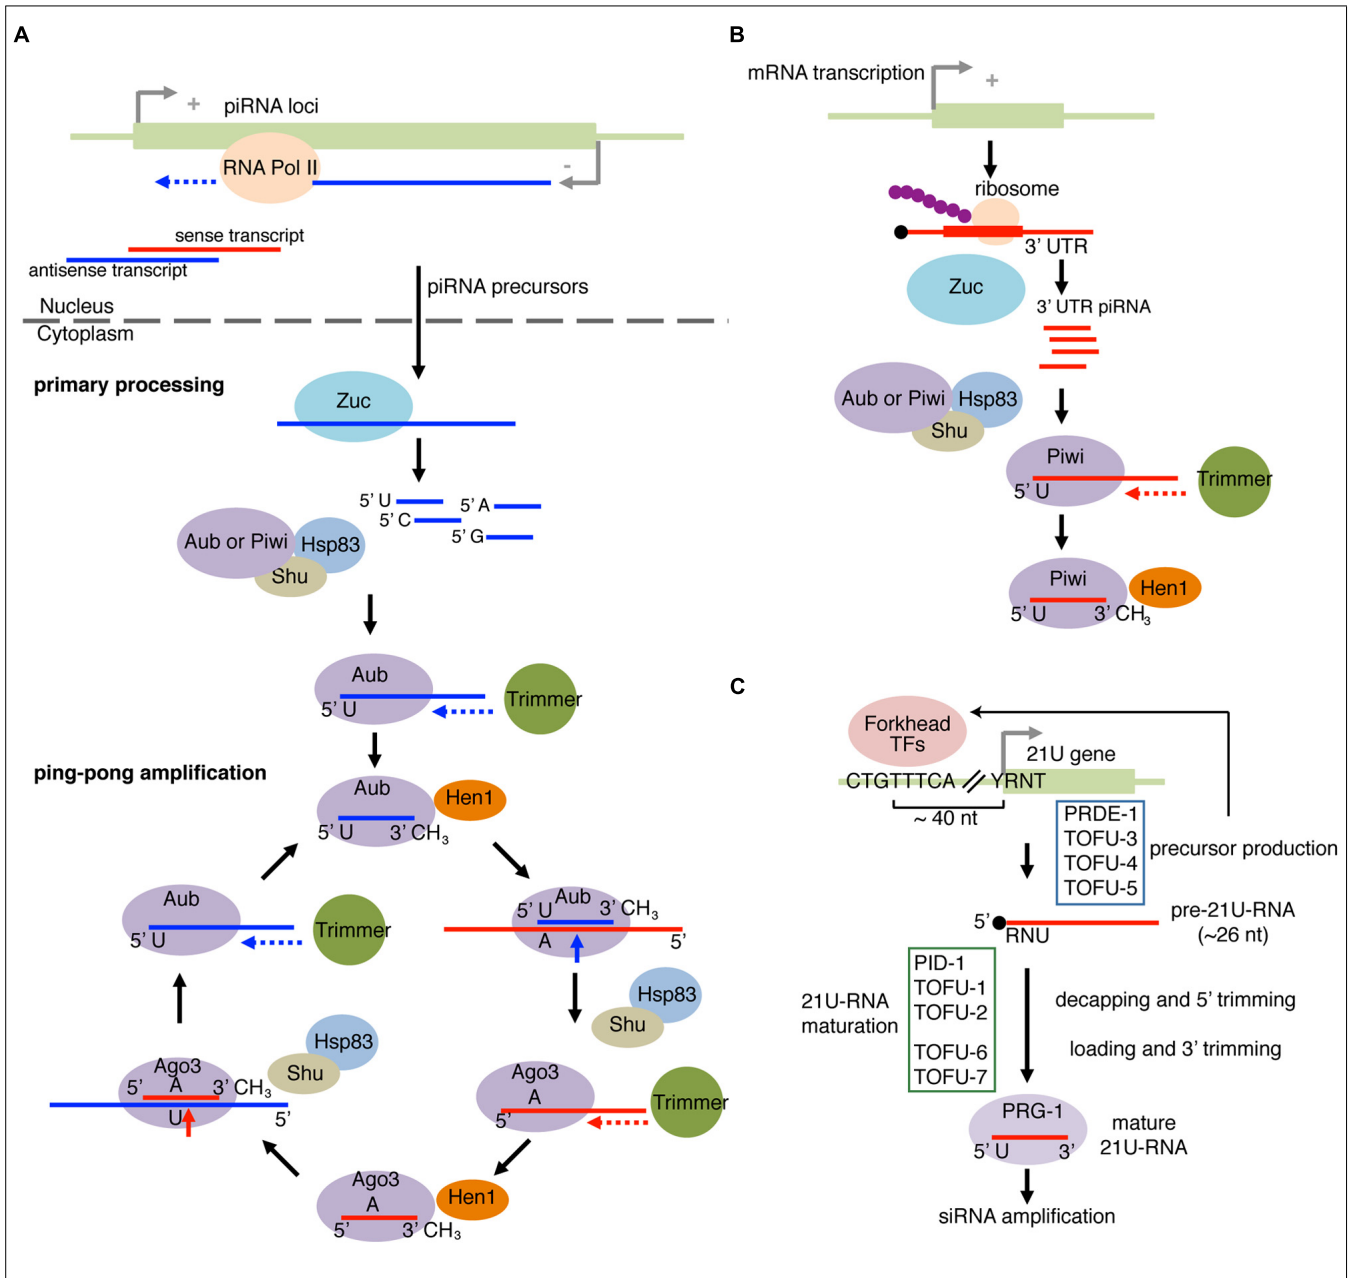 A
+
piRNA loci
RNA Pol II
-
sense transcript
antisense transcript
piRNA precursors
Nucleus
Cytoplasm
primary processing
Zuc
5' U
5' A
5' C
5' G
Aub or Piwi
Hsp83
Shu
Aub
5' U
Trimmer
ping-pong amplification
Aub
Hen1
5' U
3' CH3
Aub
5' U
3' CH3
A
5'
Hsp83
Shu
Ago3
A
5'
Trimmer
Ago3
A
Hen1
5'
3' CH3
Ago3
5'
A
3' CH3
U
5'
Hsp83
Shu
Aub
5' U
Trimmer
B
mRNA transcription
+
ribosome
3' UTR
Zuc
3' UTR piRNA
Aub or Piwi
Hsp83
Shu
Piwi
5' U
Trimmer
Piwi
Hen1
5' U
3' CH3
C
Forkhead
TFs
21U gene
CTGTTTCA
YRNT
~ 40 nt
PRDE-1
TOFU-3
TOFU-4
TOFU-5
precursor production
5'
RNU
pre-21U-RNA
(~26 nt)
PID-1
TOFU-1
TOFU-2
TOFU-6
TOFU-7
21U-RNA
maturation
decapping and 5' trimming
loading and 3' trimming
PRG-1
5' U
3'
mature
21U-RNA
siRNA amplification